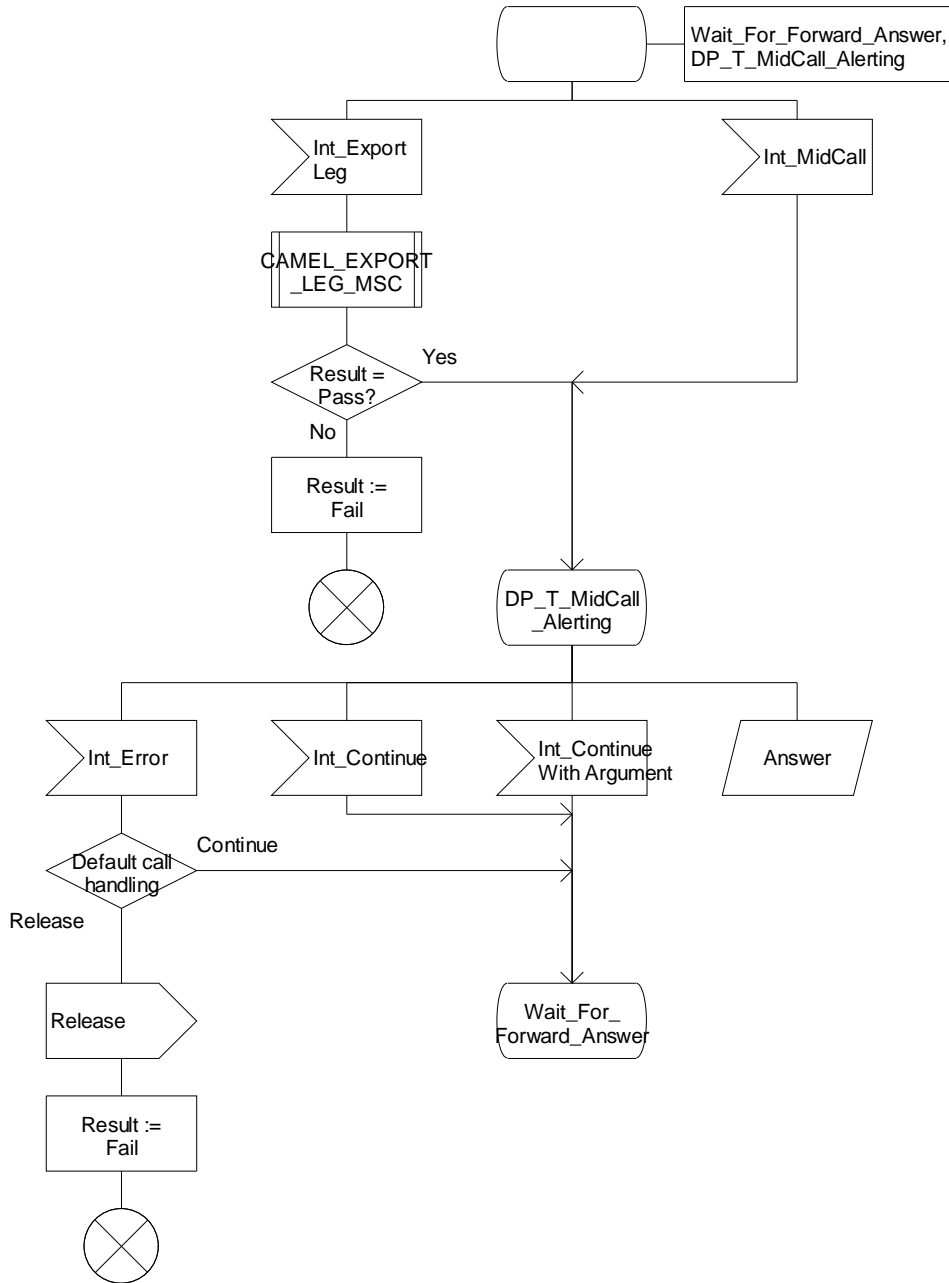 Wait_For_Forward_Answer,
DP_T_MidCall_Alerting
Int_Export
Leg
Int_MidCall
CAMEL_EXPORT
_LEG_MSC
Yes
Result =
Pass?
No
Result :=
Fail
DP_T_MidCall
_Alerting
Int_Error
Int_Continue
Int_Continue
With Argument
Answer
Continue
Default call
handling
Release
Release
Wait_For_
Forward_Answer
Result :=
Fail